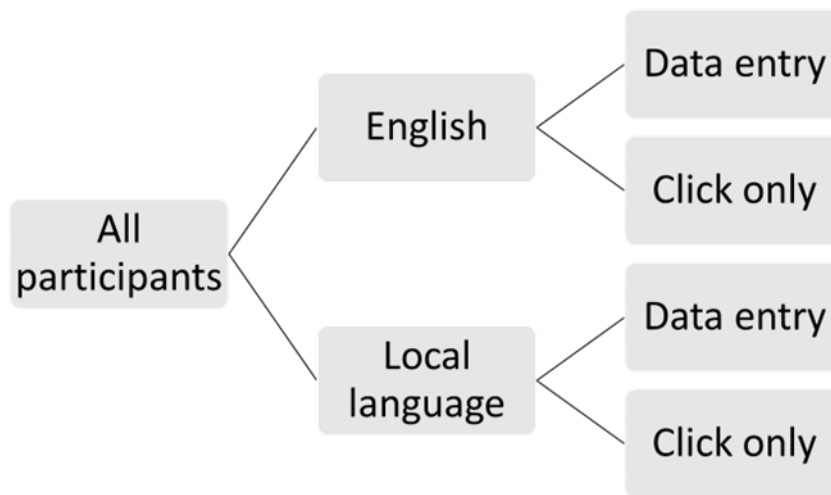 All
participants
English
Data entry
Click only
Local
language
Data entry
Click only